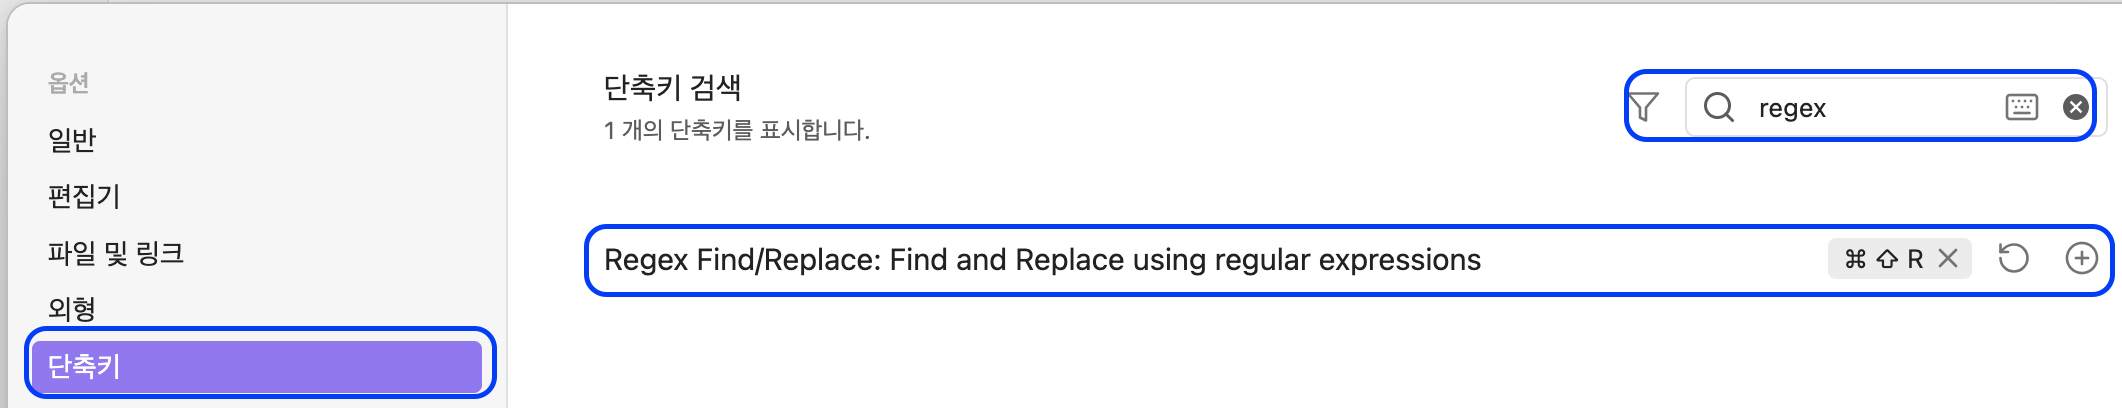 옵션
일반
편집기
파일 및 링크
외형
단축키
단축키 검색
1 개의 단축키를 표시합니다.
regex
Regex Find/Replace: Find and Replace using regular expressions
⌘ ⇧ R